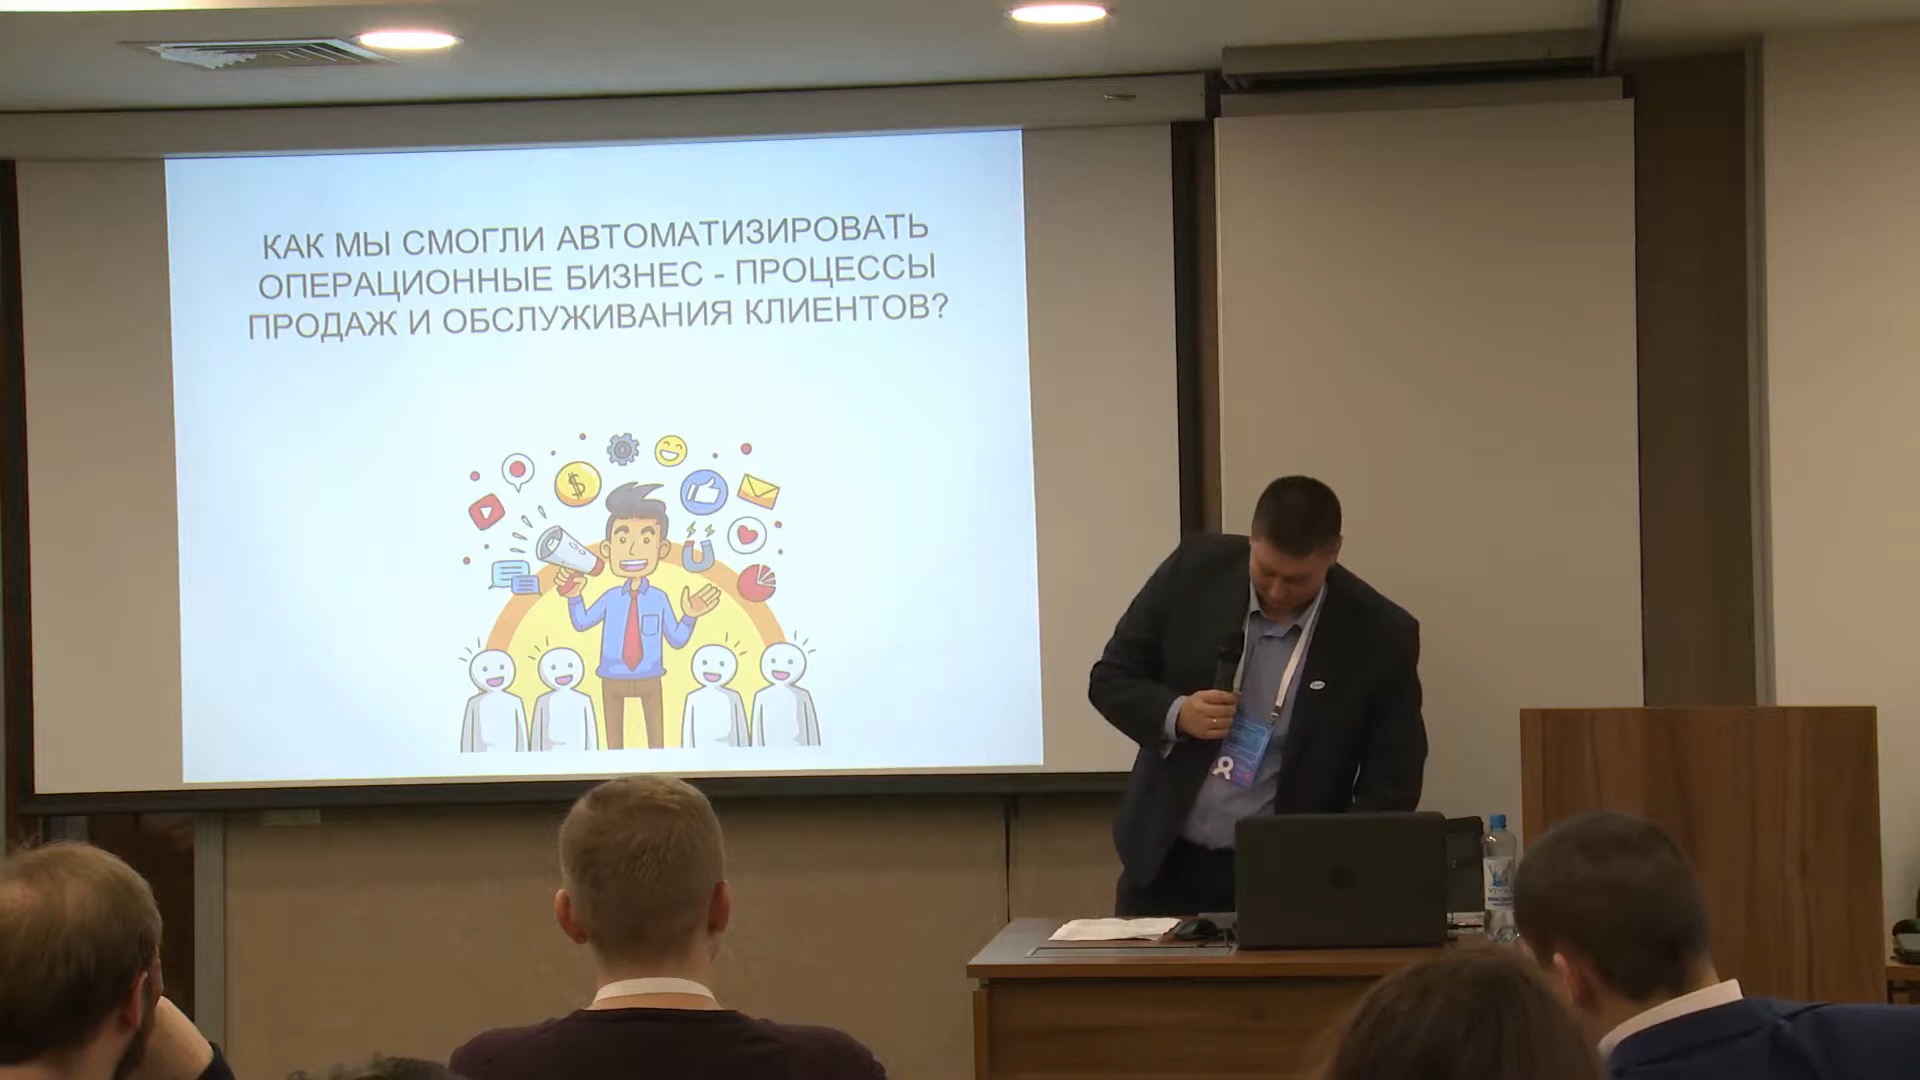 КАК МЫ СМОГЛИ АВТОМАТИЗИРОВАТЬ
ОПЕРАЦИОННЫЕ БИЗНЕС - ПРОЦЕССЫ
ПРОДАЖ И ОБСЛУЖИВАНИЯ КЛИЕНТОВ?